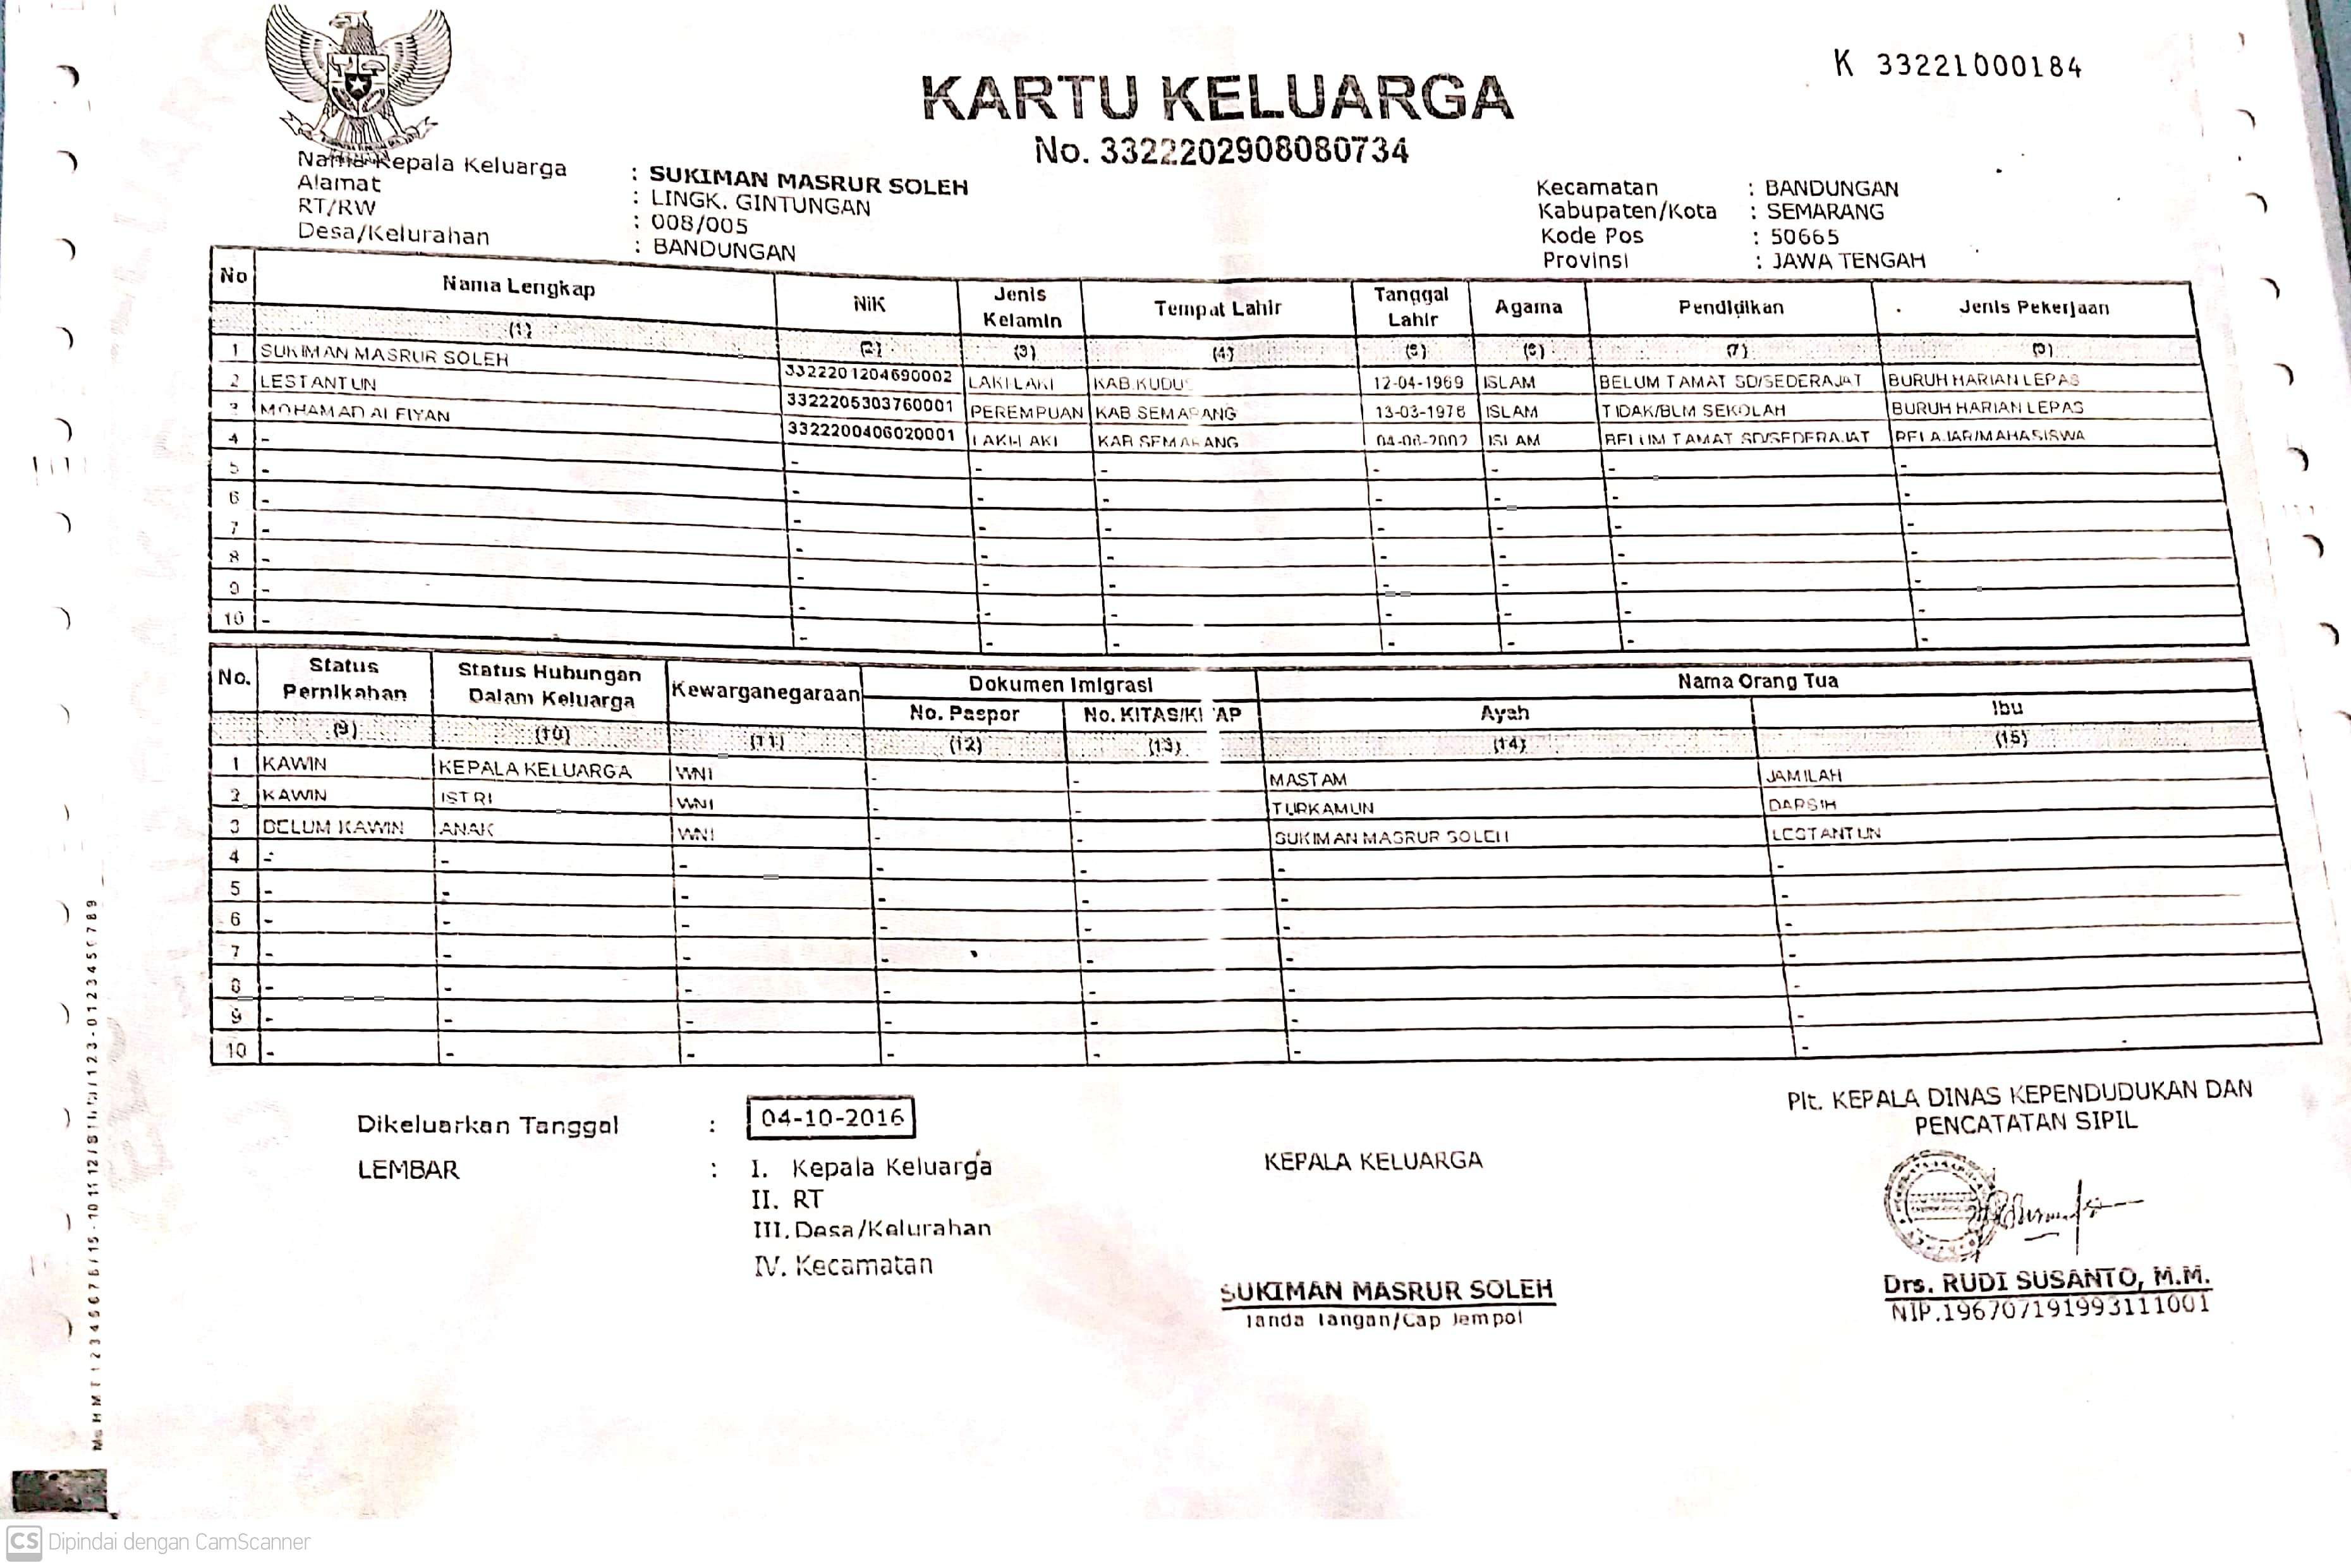 K 33221000184
KARTU KELUARGA
No. 3322202908080734
Nama Kepala Keluarga : SUKIMAN MASRUR SOLEH
Alamat : LINGK. GINTUNGAN
RT/RW : 008/005
Desa/Kelurahan : BANDUNGAN
Kecamatan : BANDUNGAN
Kabupaten/Kota : SEMARANG
Kode Pos : 50665
Provinsi : JAWA TENGAH
No Nama Lengkap NIK Jenis Kelamin Tempat Lahir Tanggal Lahir Agama Pendidikan Jenis Pekerjaan
(1) (2) (3) (4) (5) (6) (7)
1 SUKIMAN MASRUR SOLEH 3322201204690002 LAKI-LAKI KAB.KUDUS 12-04-1969 ISLAM BELUM TAMAT SD/SEDERAJAT BURUH HARIAN LEPAS
2 LESTANTUN 3322205303760001 PEREMPUAN KAB SEMARANG 13-03-1976 ISLAM TIDAK/BLM SEKOLAH BURUH HARIAN LEPAS
3 MOHAMAD ALFIYAN 3322200406020001 LAKI-LAKI KAB SEMARANG 04-06-2002 ISLAM BELUM TAMAT SD/SEDERAJAT PELAJAR/MAHASISWA
4 - - - - - - - -
5 - - - - - - - -
6 - - - - - - - -
7 - - - - - - - -
8 - - - - - - - -
9 - - - - - - - -
10 - - - - - - - -
No. Status Pernikahan Status Hubungan Dalam Keluarga Kewarganegaraan Dokumen Imigrasi Nama Orang Tua
No. Paspor No. KITAS/KITAP Ayah Ibu
(9) (10) (11) (12) (13) (14) (15)
1 KAWIN KEPALA KELUARGA WNI - - MASTAM JAMILAH
2 KAWIN ISTRI WNI - - TURKAMUN DARSIH
3 BELUM KAWIN ANAK WNI - - SUKIMAN MASRUR SOLEH LESTANTUN
4 - - - - - - -
5 - - - - - - -
6 - - - - - - -
7 - - - - - - -
8 - - - - - - -
9 - - - - - - -
10 - - - - - - -
Dikeluarkan Tanggal : 04-10-2016
LEMBAR : I. Kepala Keluarga
II. RT
III. Desa/Kelurahan
IV. Kecamatan
KEPALA KELUARGA
SUKIMAN MASRUR SOLEH
Tanda Tangan/Cap Jempol
Plt. KEPALA DINAS KEPENDUDUKAN DAN
PENCATATAN SIPIL
Drs. RUDI SUSANTO, M.M.
NIP.196707191993111001
CS Dipindai dengan CamScanner